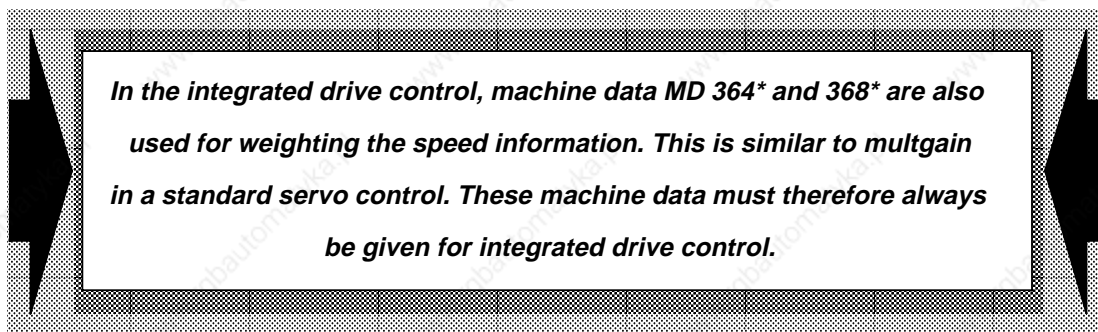 In the integrated drive control, machine data MD 364* and 368* are also
used for weighting the speed information. This is similar to multgain
in a standard servo control. These machine data must therefore always
be given for integrated drive control.